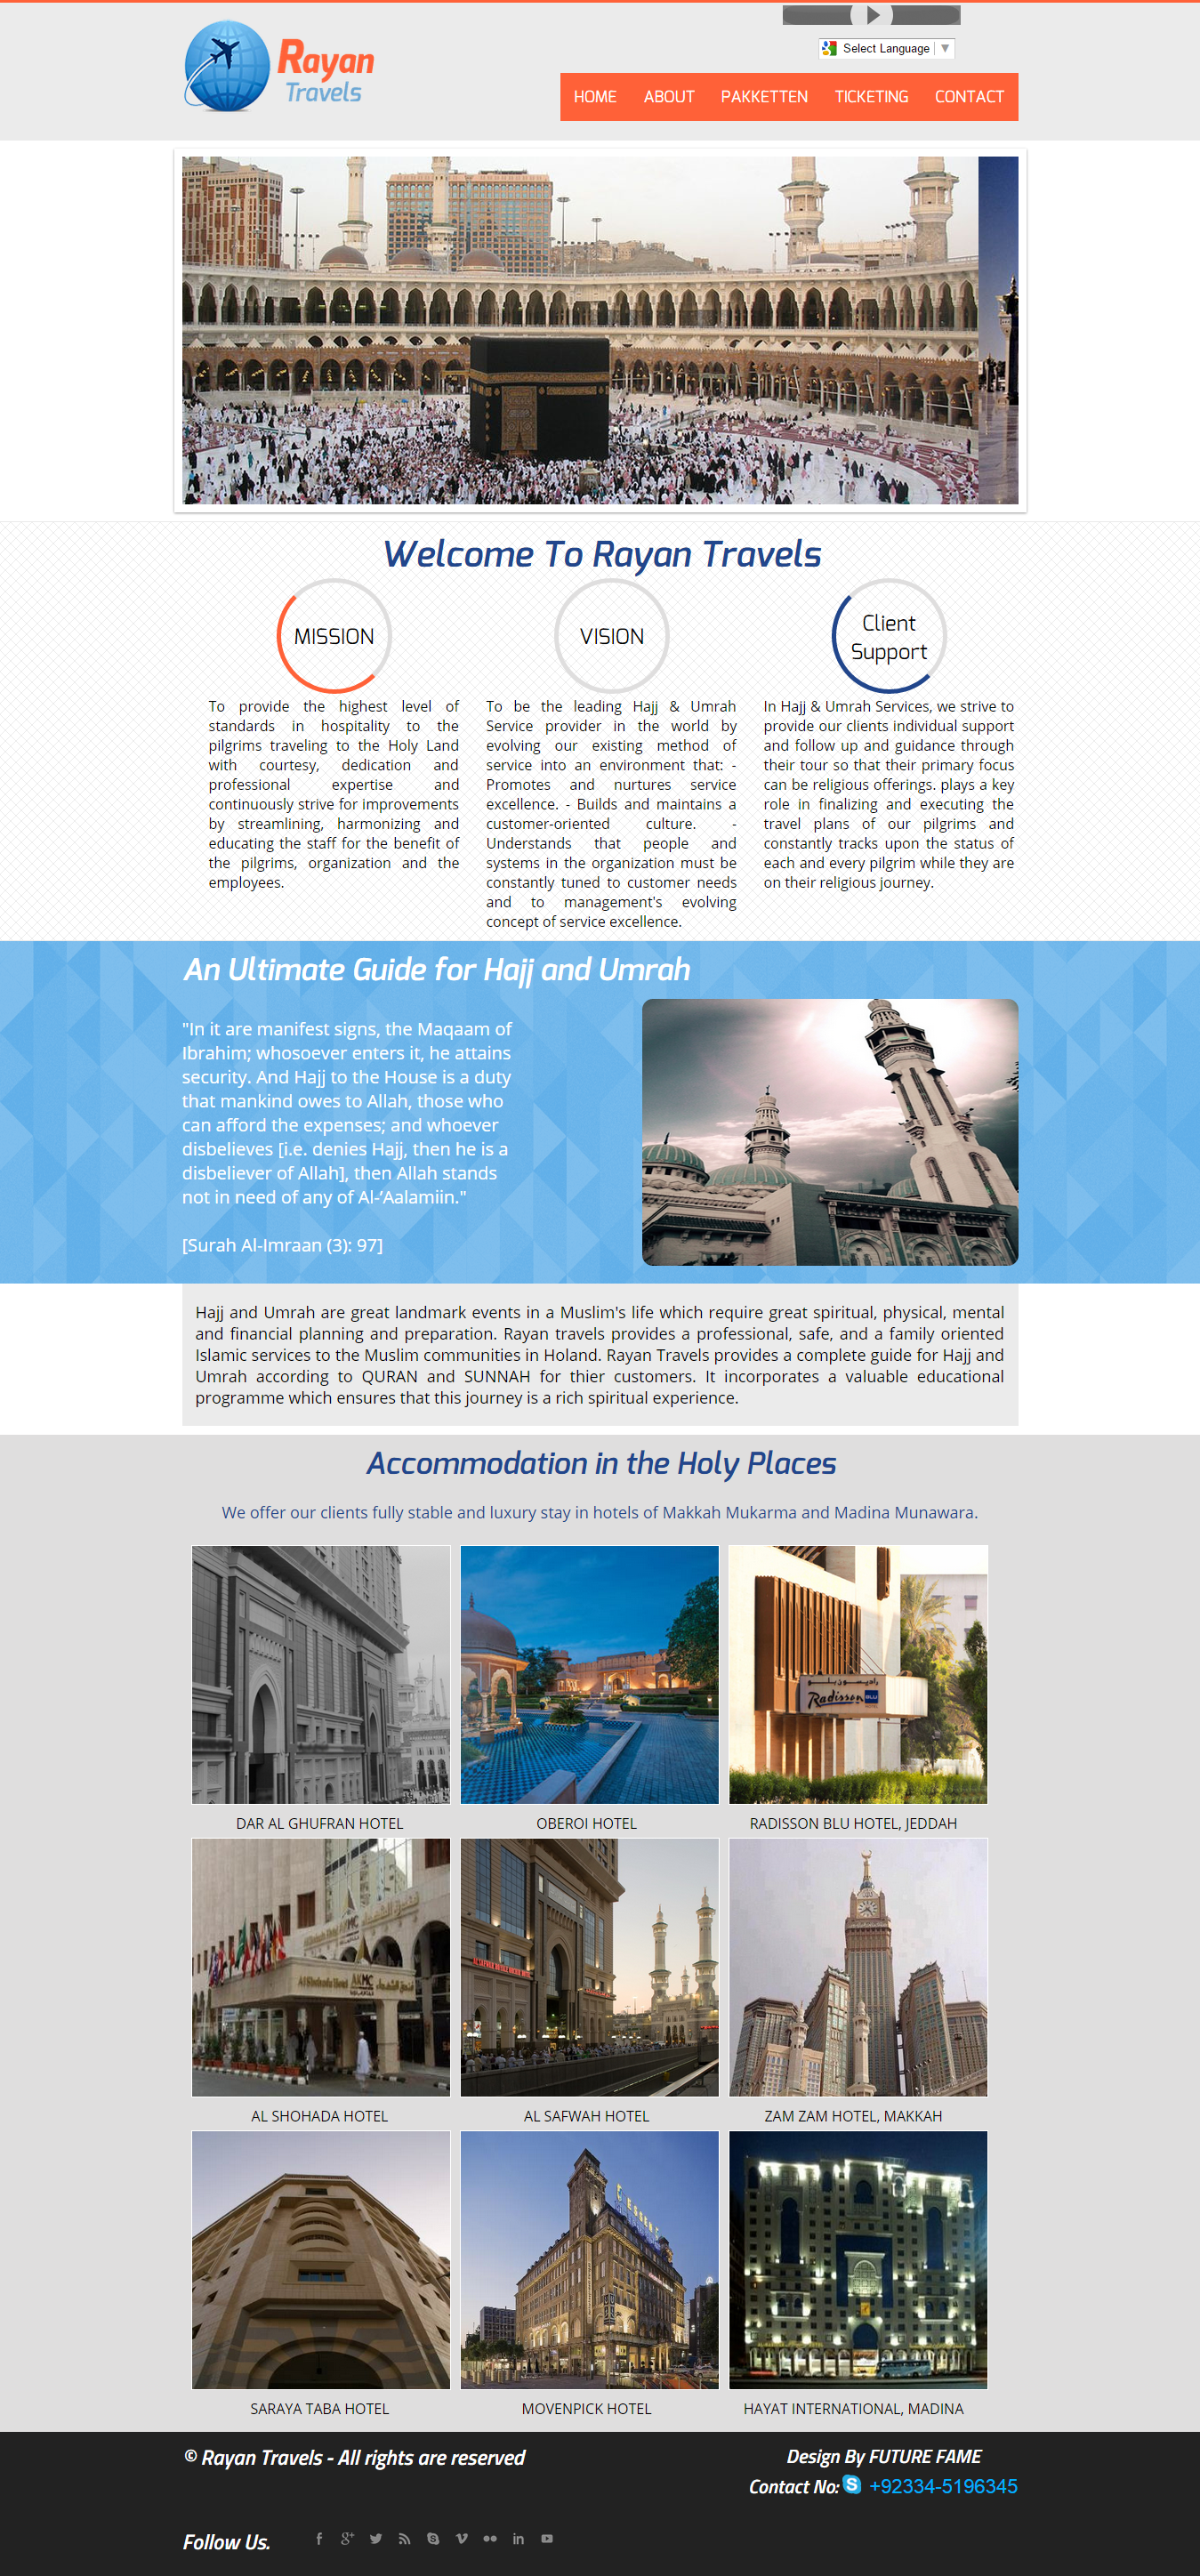 Rayan
Travels
Select Language
HOME ABOUT PAKKETTEN TICKETING CONTACT
Welcome To Rayan Travels
MISSION
To provide the highest level of
standards in hospitality to the
pilgrims traveling to the Holy Land
with courtesy, dedication and
professional expertise and
continuously strive for improvements
by streamlining, harmonizing and
educating the staff for the benefit of
the pilgrims, organization and the
employees.
VISION
To be the leading Hajj & Umrah
Service provider in the world by
evolving our existing method of
service into an environment that: -
Promotes and nurtures service
excellence. - Builds and maintains a
customer-oriented culture. -
Understands that people and
systems in the organization must be
constantly tuned to customer needs
and to management's evolving
concept of service excellence.
Client
Support
In Hajj & Umrah Services, we strive to
provide our clients individual support
and follow up and guidance through
their tour so that their primary focus
can be religious offerings. plays a key
role in finalizing and executing the
travel plans of our pilgrims and
constantly tracks upon the status of
each and every pilgrim while they are
on their religious journey.
An Ultimate Guide for Hajj and Umrah
"In it are manifest signs, the Maqaam of
Ibrahim; whosoever enters it, he attains
security. And Hajj to the House is a duty
that mankind owes to Allah, those who
can afford the expenses; and whoever
disbelieves [i.e. denies Hajj, then he is a
disbeliever of Allah], then Allah stands
not in need of any of Al-‘Aalamiin."
[Surah Al-Imraan (3): 97]
Hajj and Umrah are great landmark events in a Muslim's life which require great spiritual, physical, mental
and financial planning and preparation. Rayan travels provides a professional, safe, and a family oriented
Islamic services to the Muslim communities in Holand. Rayan Travels provides a complete guide for Hajj and
Umrah according to QURAN and SUNNAH for thier customers. It incorporates a valuable educational
programme which ensures that this journey is a rich spiritual experience.
Accommodation in the Holy Places
We offer our clients fully stable and luxury stay in hotels of Makkah Mukarma and Madina Munawara.
Radisson BLU
DAR AL GHUFRAN HOTEL
OBEROI HOTEL
RADISSON BLU HOTEL, JEDDAH
Al Shohada Hotel AKMC
AL SHOHADA HOTEL
AL SAFWAH HOTEL
ZAM ZAM HOTEL, MAKKAH
ESSEN
SARAYA TABA HOTEL
MOVENPICK HOTEL
HAYAT INTERNATIONAL, MADINA
© Rayan Travels - All rights are reserved
Design By FUTURE FAME
Contact No: +92334-5196345
Follow Us.